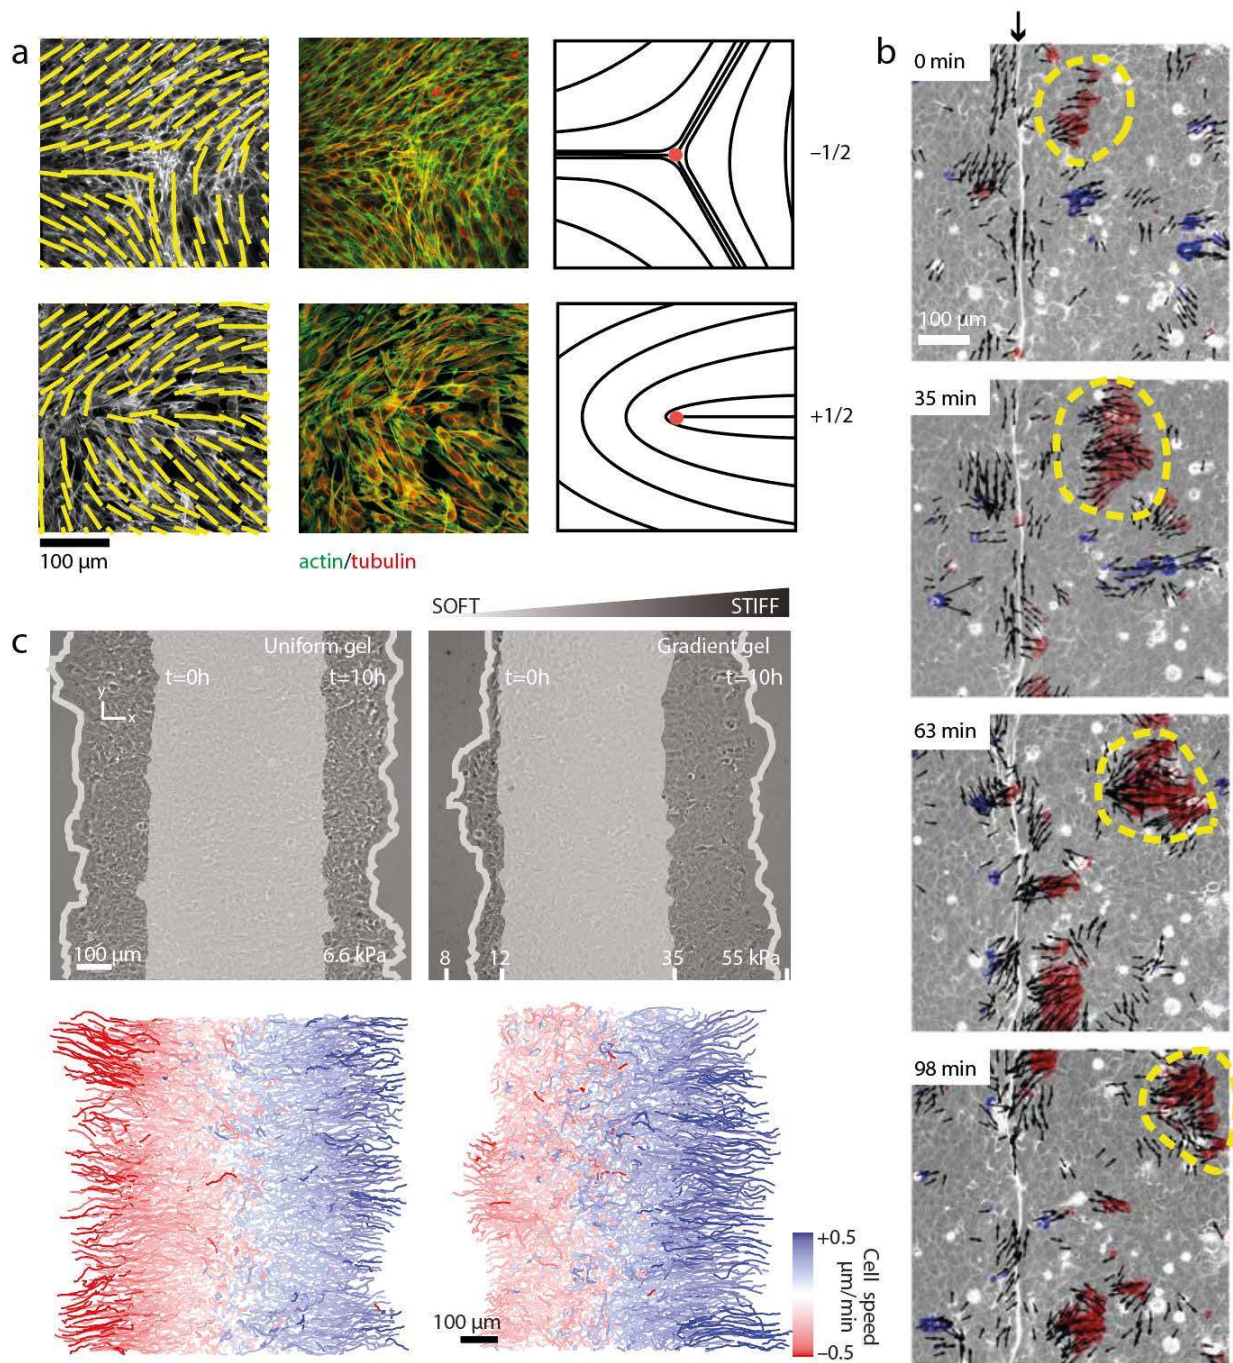 a
–1/2
+1/2
100 µm
actin/tubulin
b
0 min
100 µm
35 min
63 min
98 min
SOFT
STIFF
c
Uniform gel
t=0h
t=10h
y
x
100 µm
6.6 kPa
Gradient gel
t=0h
t=10h
8
12
35
55 kPa
100 µm
+0.5
Cell speed
µm/min
–0.5